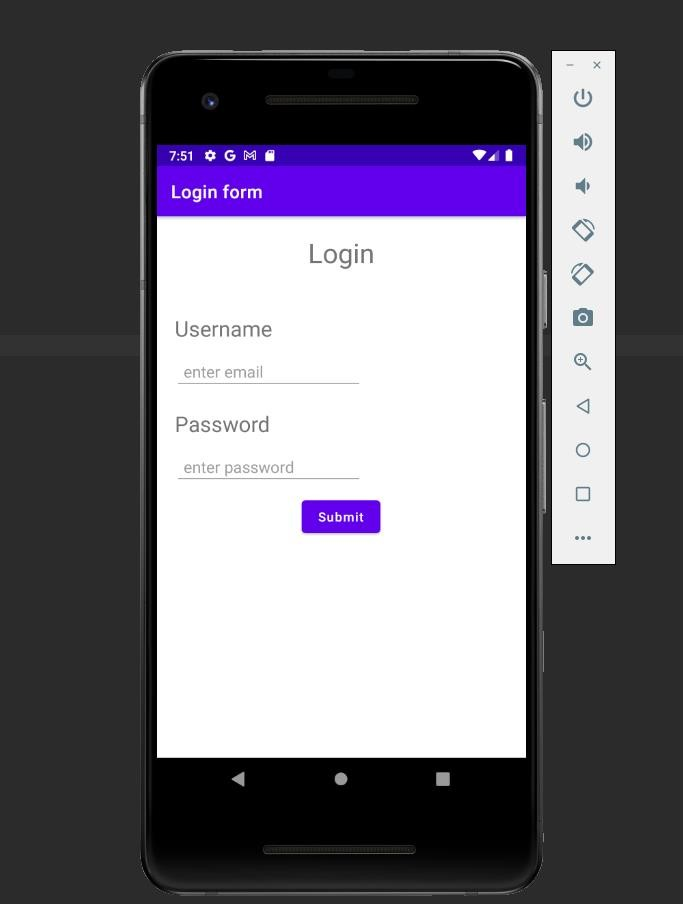 7:51
Login form
Login
Username
enter email
Password
enter password
Submit